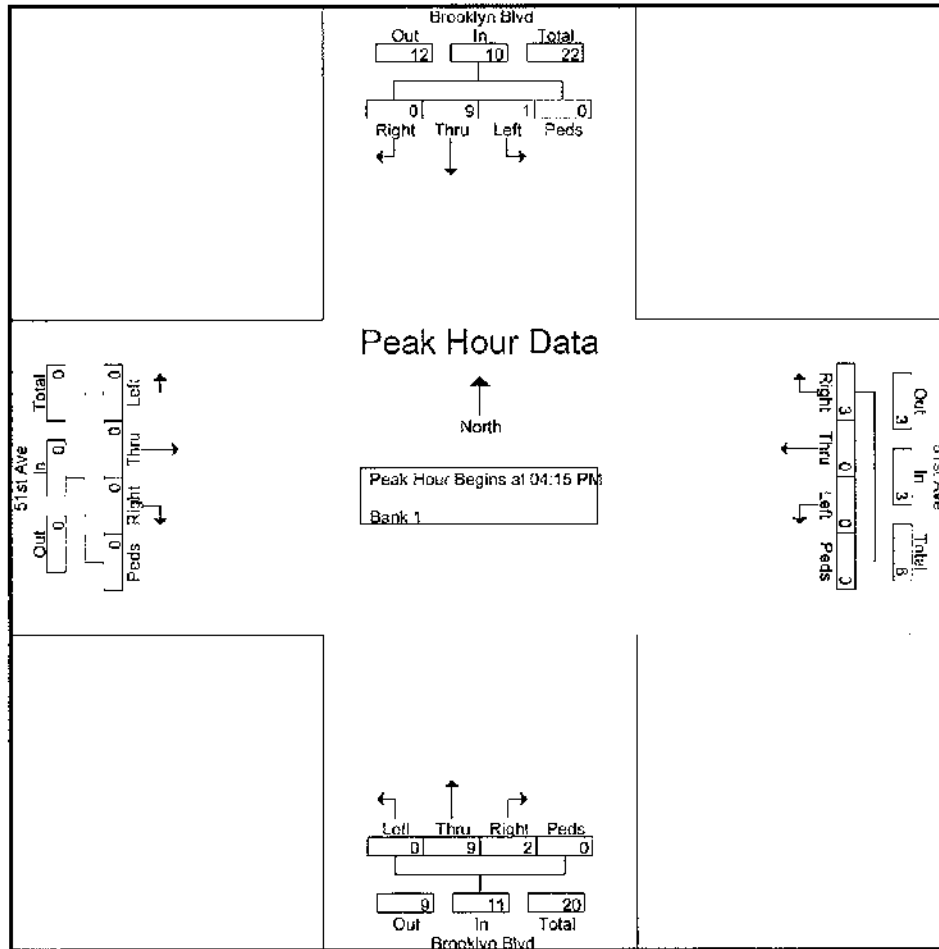 Brooklyn Blvd
Out In Total
12 10 22
0 9 1 0
Right Thru Left Peds
Peak Hour Data
North
Peak Hour Begins at 04:15 PM
Bank 1
51st Ave
Total In Out
0 0 0
0 0 0 0
Left Thru Right Peds
Right Thru Left Peds
3 0 0 0
Out In Total
3 3 6
51st Ave
Left Thru Right Peds
0 9 2 0
9 11 20
Out In Total
Brooklyn Blvd